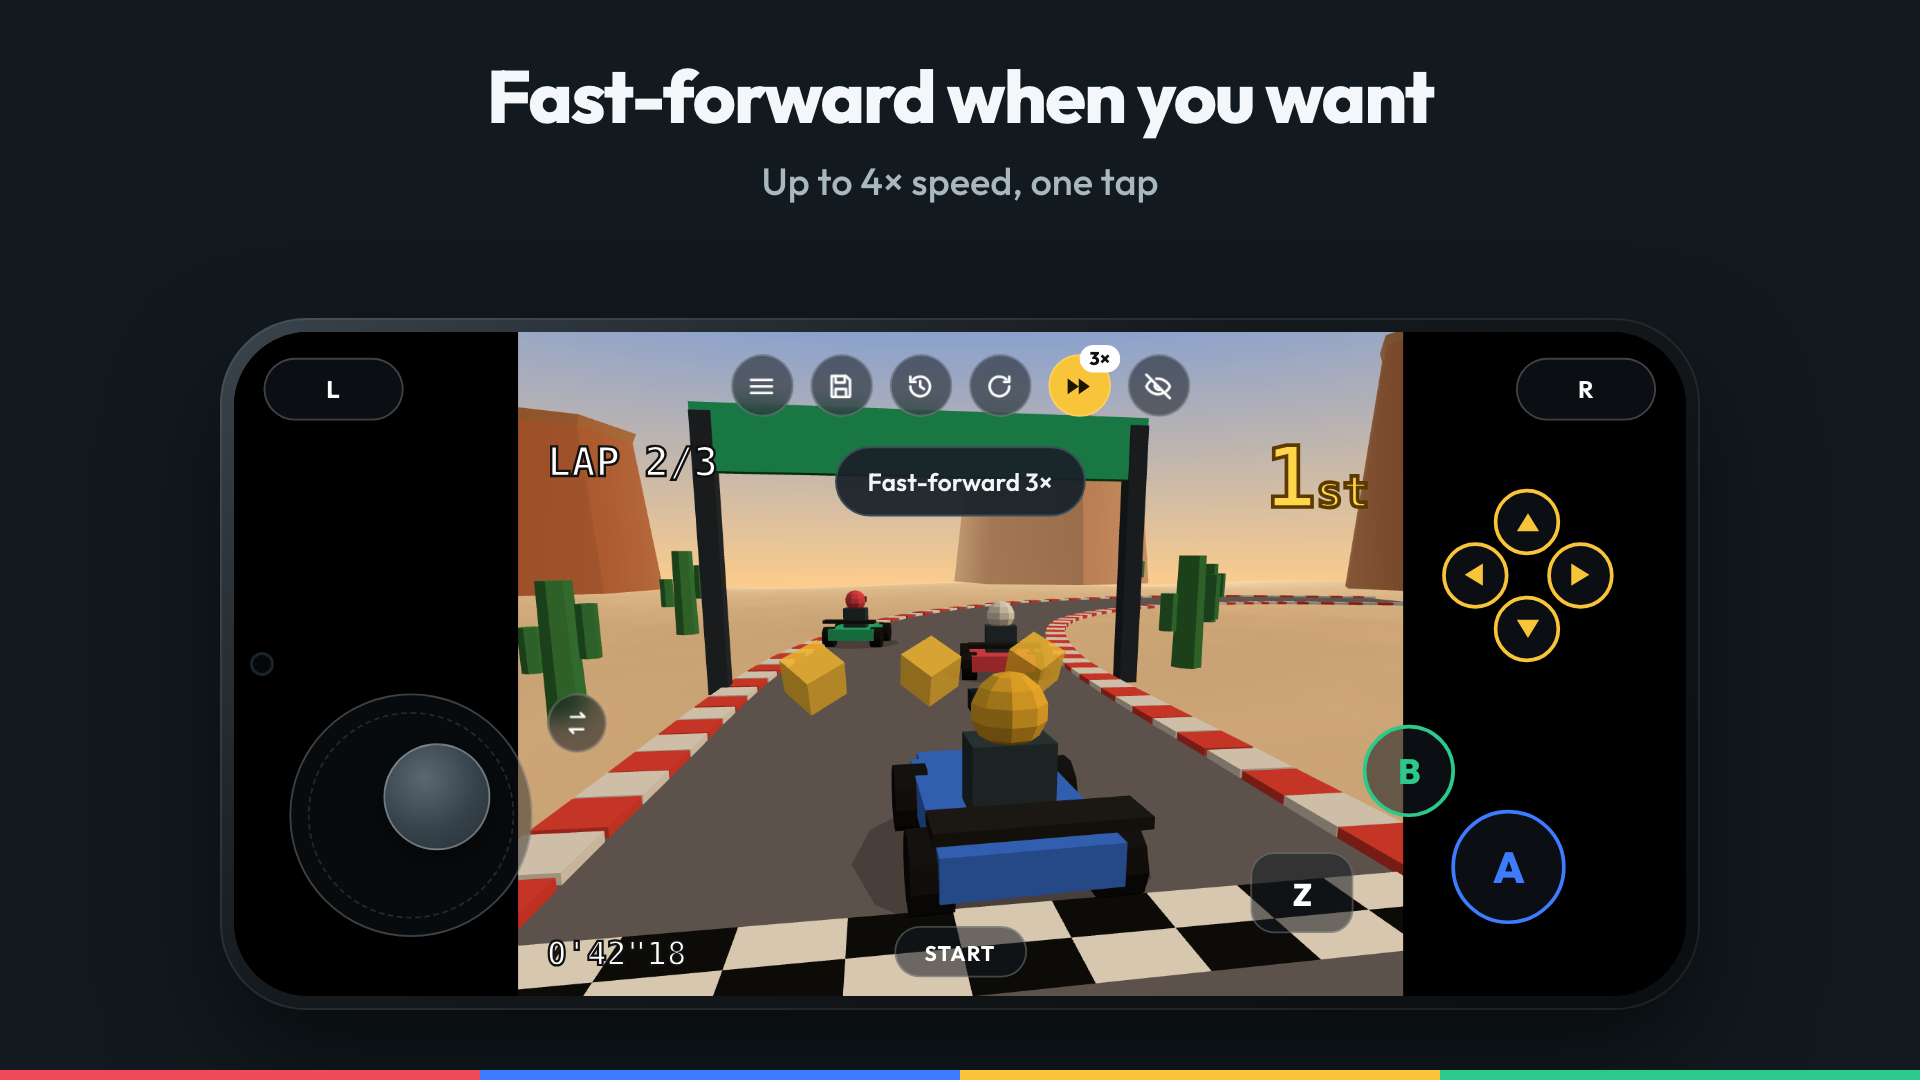 Fast-forward when you want
Up to 4× speed, one tap
L
3×
R
LAP 2/3
Fast-forward 3×
1st
B
A
Z
0'42"18
START